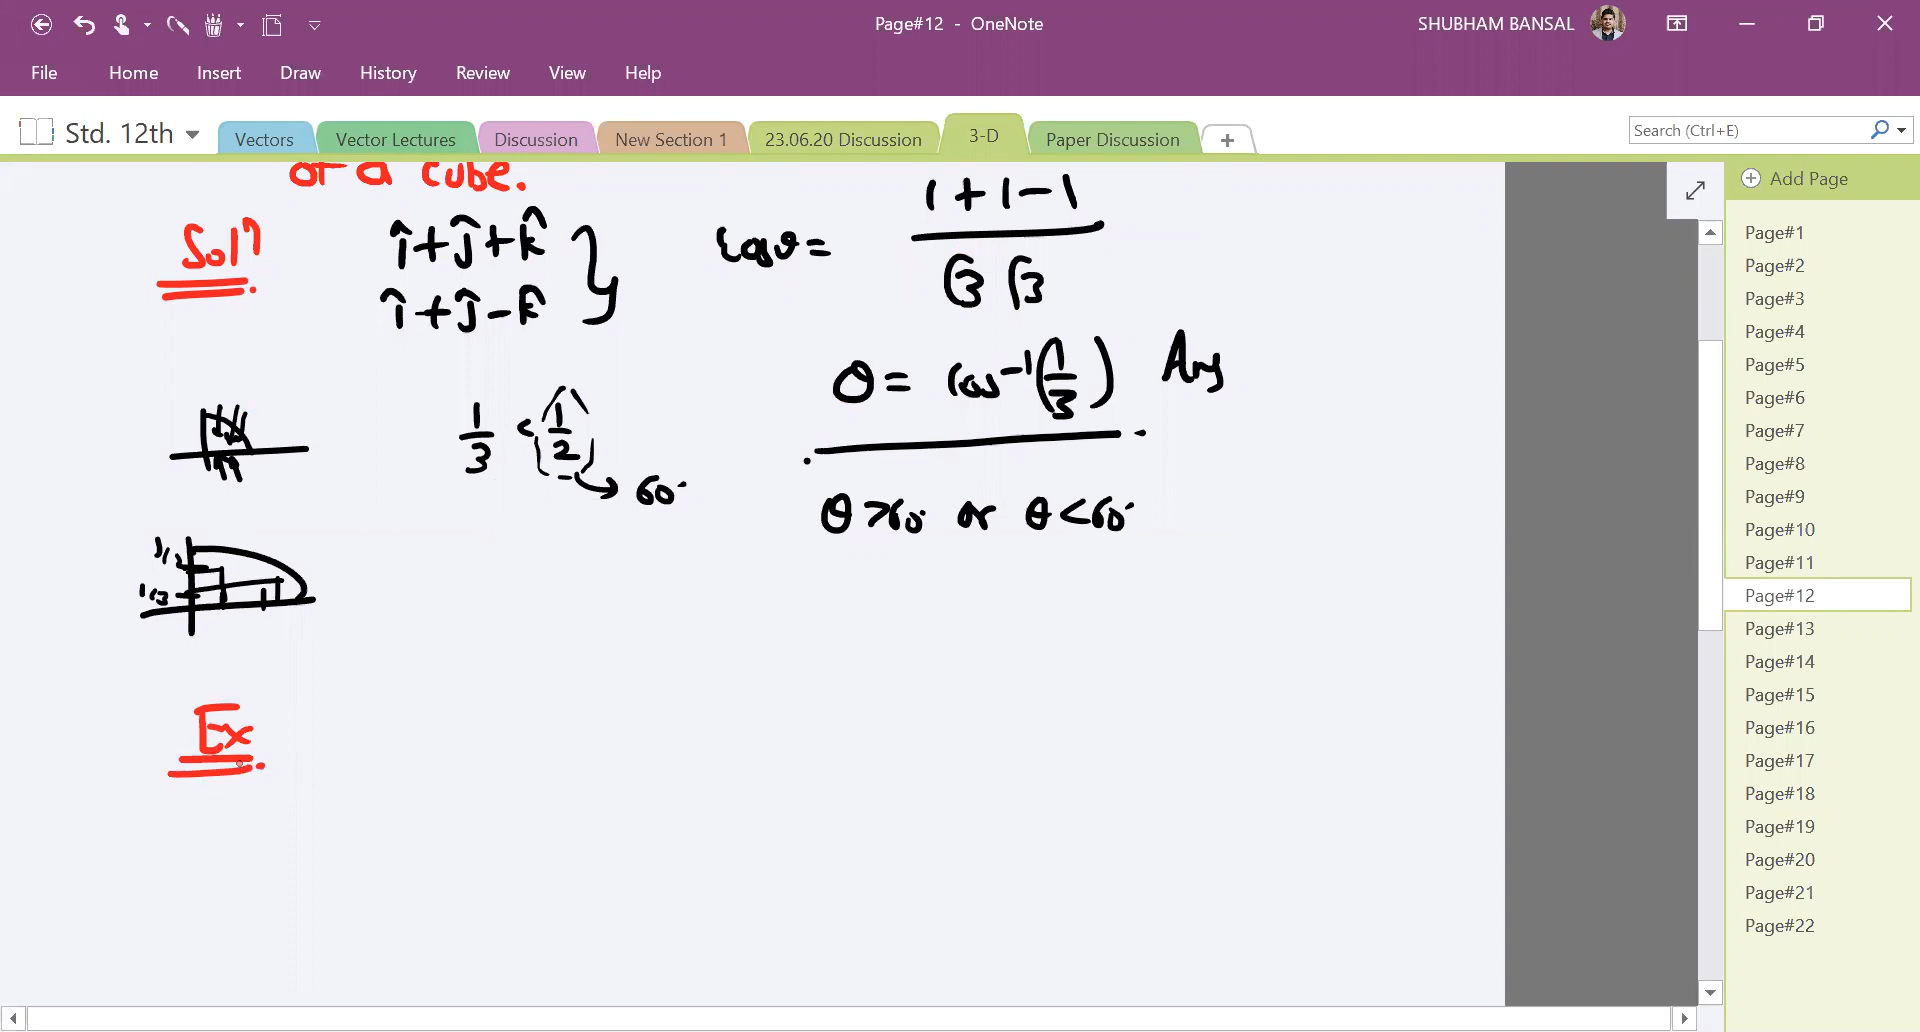 Page#12 - OneNote
SHUBHAM BANSAL
File Home Insert Draw History Review View Help
Std. 12th
Vectors
Vector Lectures
Discussion
New Section 1
23.06.20 Discussion
3-D
Paper Discussion
+
Search (Ctrl+E)
Add Page
of a cube.
Solⁿ
î+ĵ+k̂
î+ĵ-k̂
cosθ = (1+1-1)/(√3 √3)
θ = cos⁻¹(1/3) Ans
1/3 < 1/2
→ 60°
θ>60° or θ<60°
1/2
1/3
Ex
Page#1
Page#2
Page#3
Page#4
Page#5
Page#6
Page#7
Page#8
Page#9
Page#10
Page#11
Page#12
Page#13
Page#14
Page#15
Page#16
Page#17
Page#18
Page#19
Page#20
Page#21
Page#22